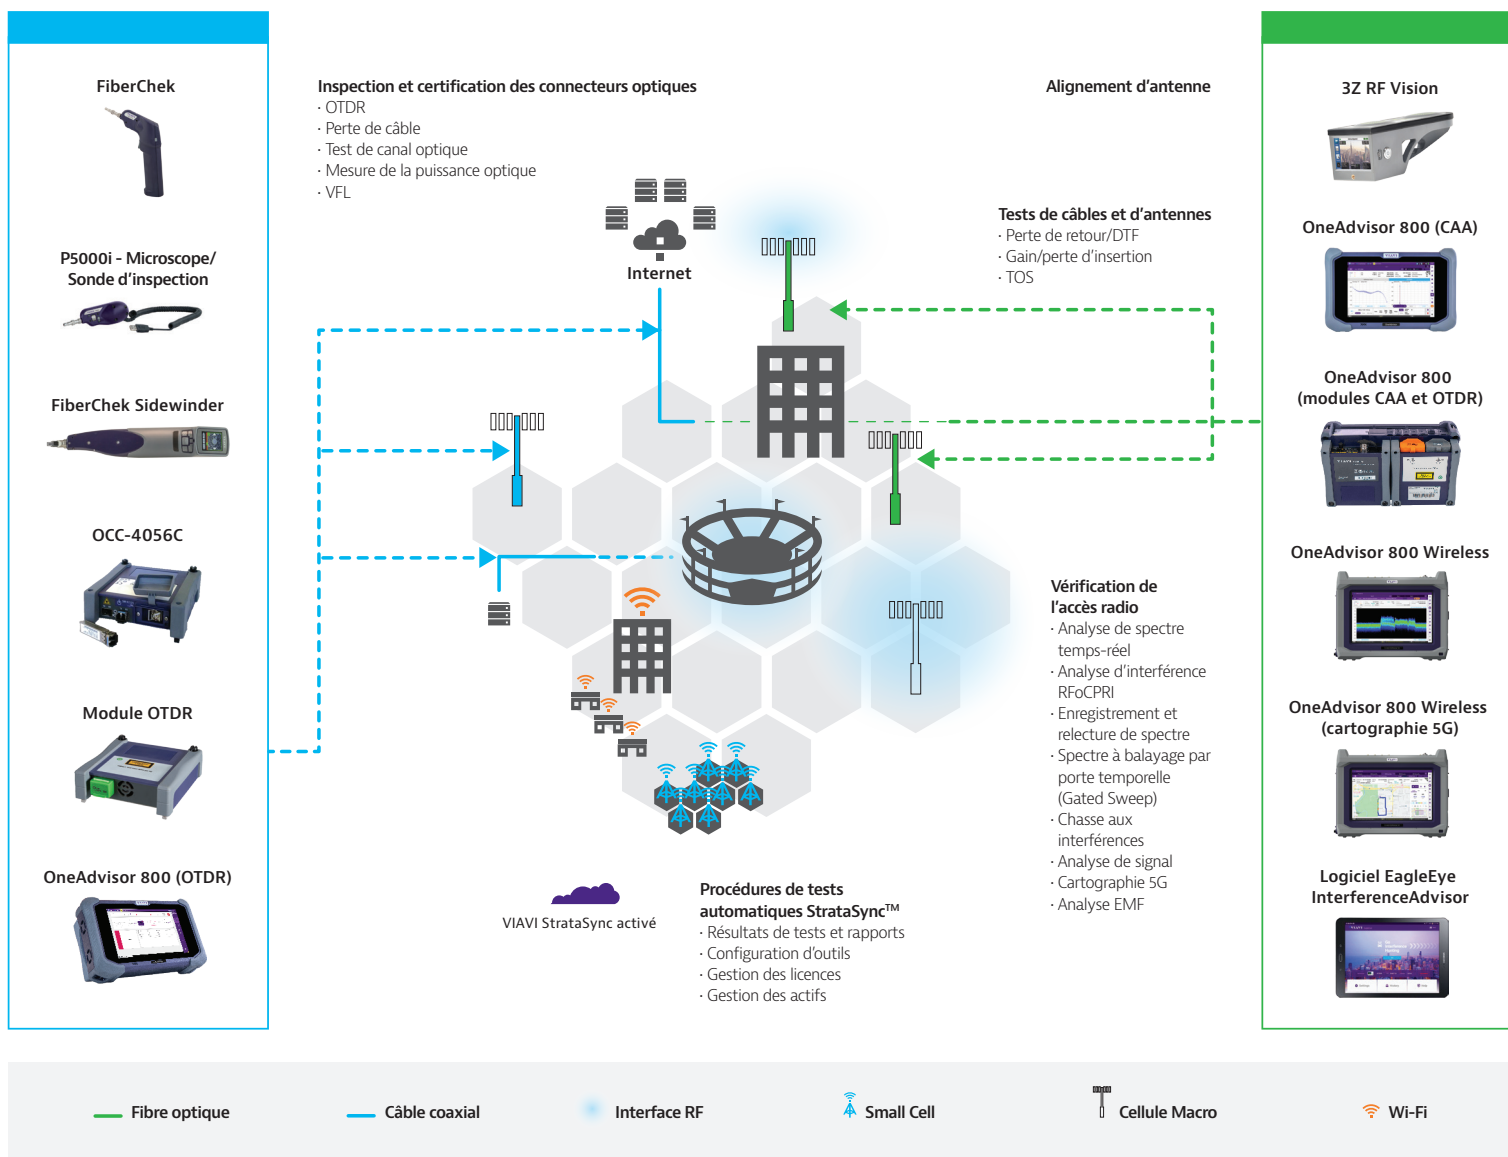 FiberChek
P5000i - Microscope/
Sonde d'inspection
FiberChek Sidewinder
OCC-4056C
Module OTDR
OneAdvisor 800 (OTDR)
Inspection et certification des connecteurs optiques
· OTDR
· Perte de câble
· Test de canal optique
· Mesure de la puissance optique
· VFL
Internet
Alignement d'antenne
Tests de câbles et d'antennes
· Perte de retour/DTF
· Gain/perte d'insertion
· TOS
Vérification de
l'accès radio
· Analyse de spectre
temps-réel
· Analyse d'interférence
RFoCPRI
· Enregistrement et
relecture de spectre
· Spectre à balayage par
porte temporelle
(Gated Sweep)
· Chasse aux
interférences
· Analyse de signal
· Cartographie 5G
· Analyse EMF
VIAVI StrataSync activé
Procédures de tests
automatiques StrataSync™
· Résultats de tests et rapports
· Configuration d'outils
· Gestion des licences
· Gestion des actifs
3Z RF Vision
OneAdvisor 800 (CAA)
OneAdvisor 800
(modules CAA et OTDR)
OneAdvisor 800 Wireless
OneAdvisor 800 Wireless
(cartographie 5G)
Logiciel EagleEye
InterferenceAdvisor
Fibre optique
Câble coaxial
Interface RF
Small Cell
Cellule Macro
Wi-Fi